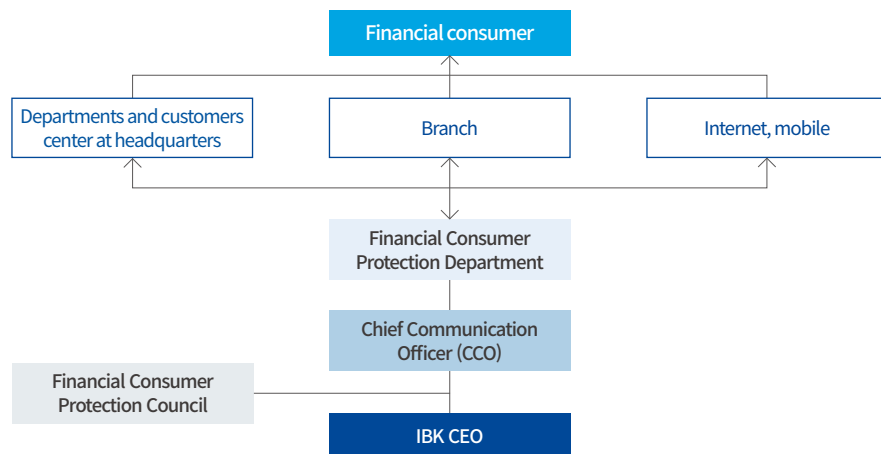 Financial consumer
Departments and customers
center at headquarters
Branch
Internet, mobile
Financial Consumer
Protection Department
Chief Communication
Officer (CCO)
Financial Consumer
Protection Council
IBK CEO